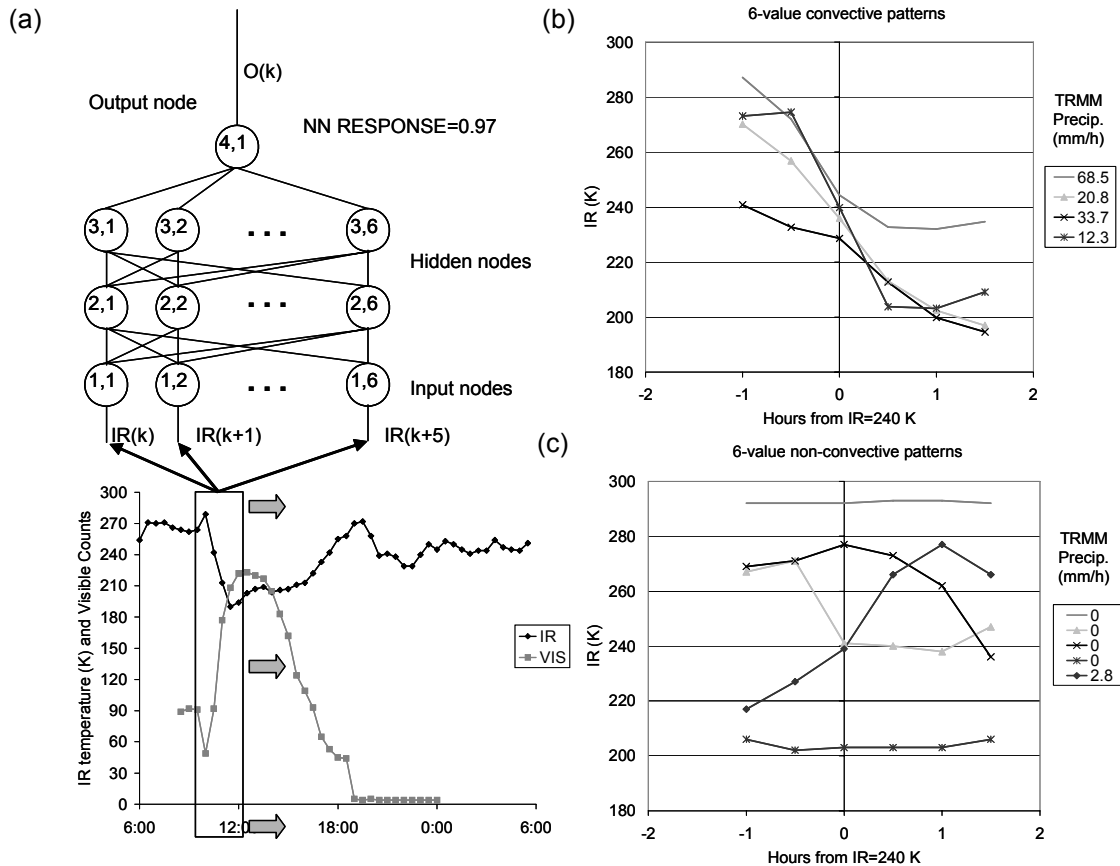 (a)
O(k)
Output node
NN RESPONSE=0.97
4,1
3,1 3,2 ... 3,6
Hidden nodes
2,1 2,2 ... 2,6
1,1 1,2 ... 1,6
Input nodes
IR(k) IR(k+1) IR(k+5)
IR temperature (K) and Visible Counts
300
270
240
210
180
150
120
90
60
30
0
6:00 12:0 18:00 0:00 6:00
IR
VIS
(b)
6-value convective patterns
IR (K)
300
280
260
240
220
200
180
-2 -1 0 1 2
Hours from IR=240 K
TRMM
Precip.
(mm/h)
68.5
20.8
33.7
12.3
(c)
6-value non-convective patterns
IR (K)
300
280
260
240
220
200
180
-2 -1 0 1 2
Hours from IR=240 K
TRMM
Precip.
(mm/h)
0
0
0
0
2.8